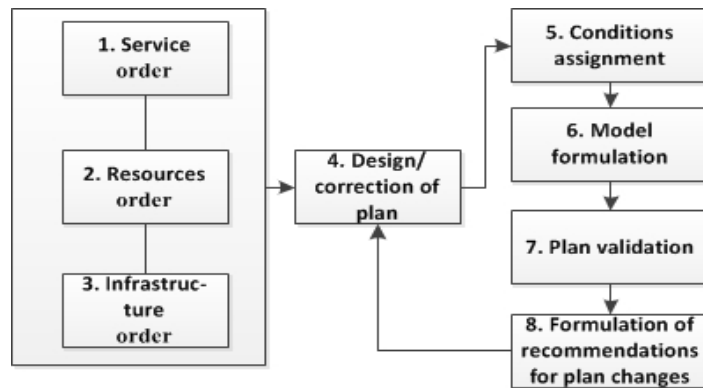 1. Service
order
2. Resources
order
3. Infrastruc-
ture
order
4. Design/
correction of
plan
5. Conditions
assignment
6. Model
formulation
7. Plan validation
8. Formulation of
recommendations
for plan changes